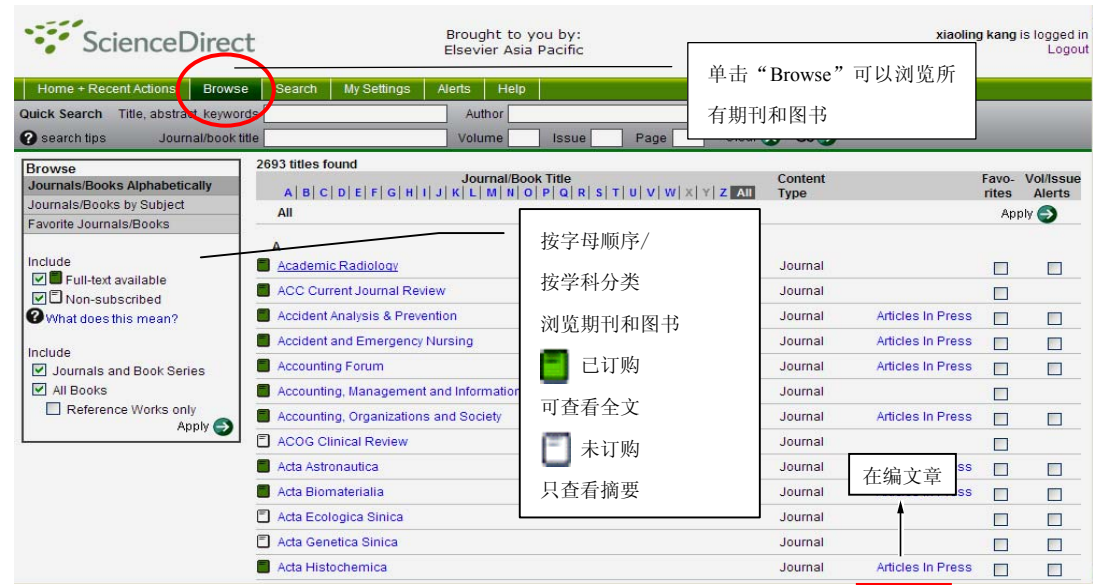 ScienceDirect
Brought to you by:
Elsevier Asia Pacific
xiaoling kang is logged in
Logout
单击“Browse”可以浏览所
有期刊和图书
Home + Recent Actions Browse Search My Settings Alerts Help
Quick Search Title, abstract, keywords Author
search tips Journal/book title Volume Issue Page
Browse
Journals/Books Alphabetically
Journals/Books by Subject
Favorite Journals/Books
Include
Full-text available
Non-subscribed
What does this mean?
Include
Journals and Book Series
All Books
Reference Works only
Apply
2693 titles found
Journal/Book Title Content Type Favo-rites Vol/Issue Alerts
A| B| C| D| E| F| G| H| I| J| K| L| M| N| O| P| Q| R| S| T| U| V| W| X| Y| Z All
All Apply
A
Academic Radiology Journal
ACC Current Journal Review Journal
Accident Analysis & Prevention Journal Articles In Press
Accident and Emergency Nursing Journal Articles In Press
Accounting Forum Journal Articles In Press
Accounting, Management and Information Journal
Accounting, Organizations and Society Journal Articles In Press
ACOG Clinical Review Journal
Acta Astronautica Journal
Acta Biomaterialia Journal
Acta Ecologica Sinica Journal
Acta Genetica Sinica Journal
Acta Histochemica Journal Articles In Press
按字母顺序/
按学科分类
浏览期刊和图书
已订购
可查看全文
未订购
只查看摘要
在编文章